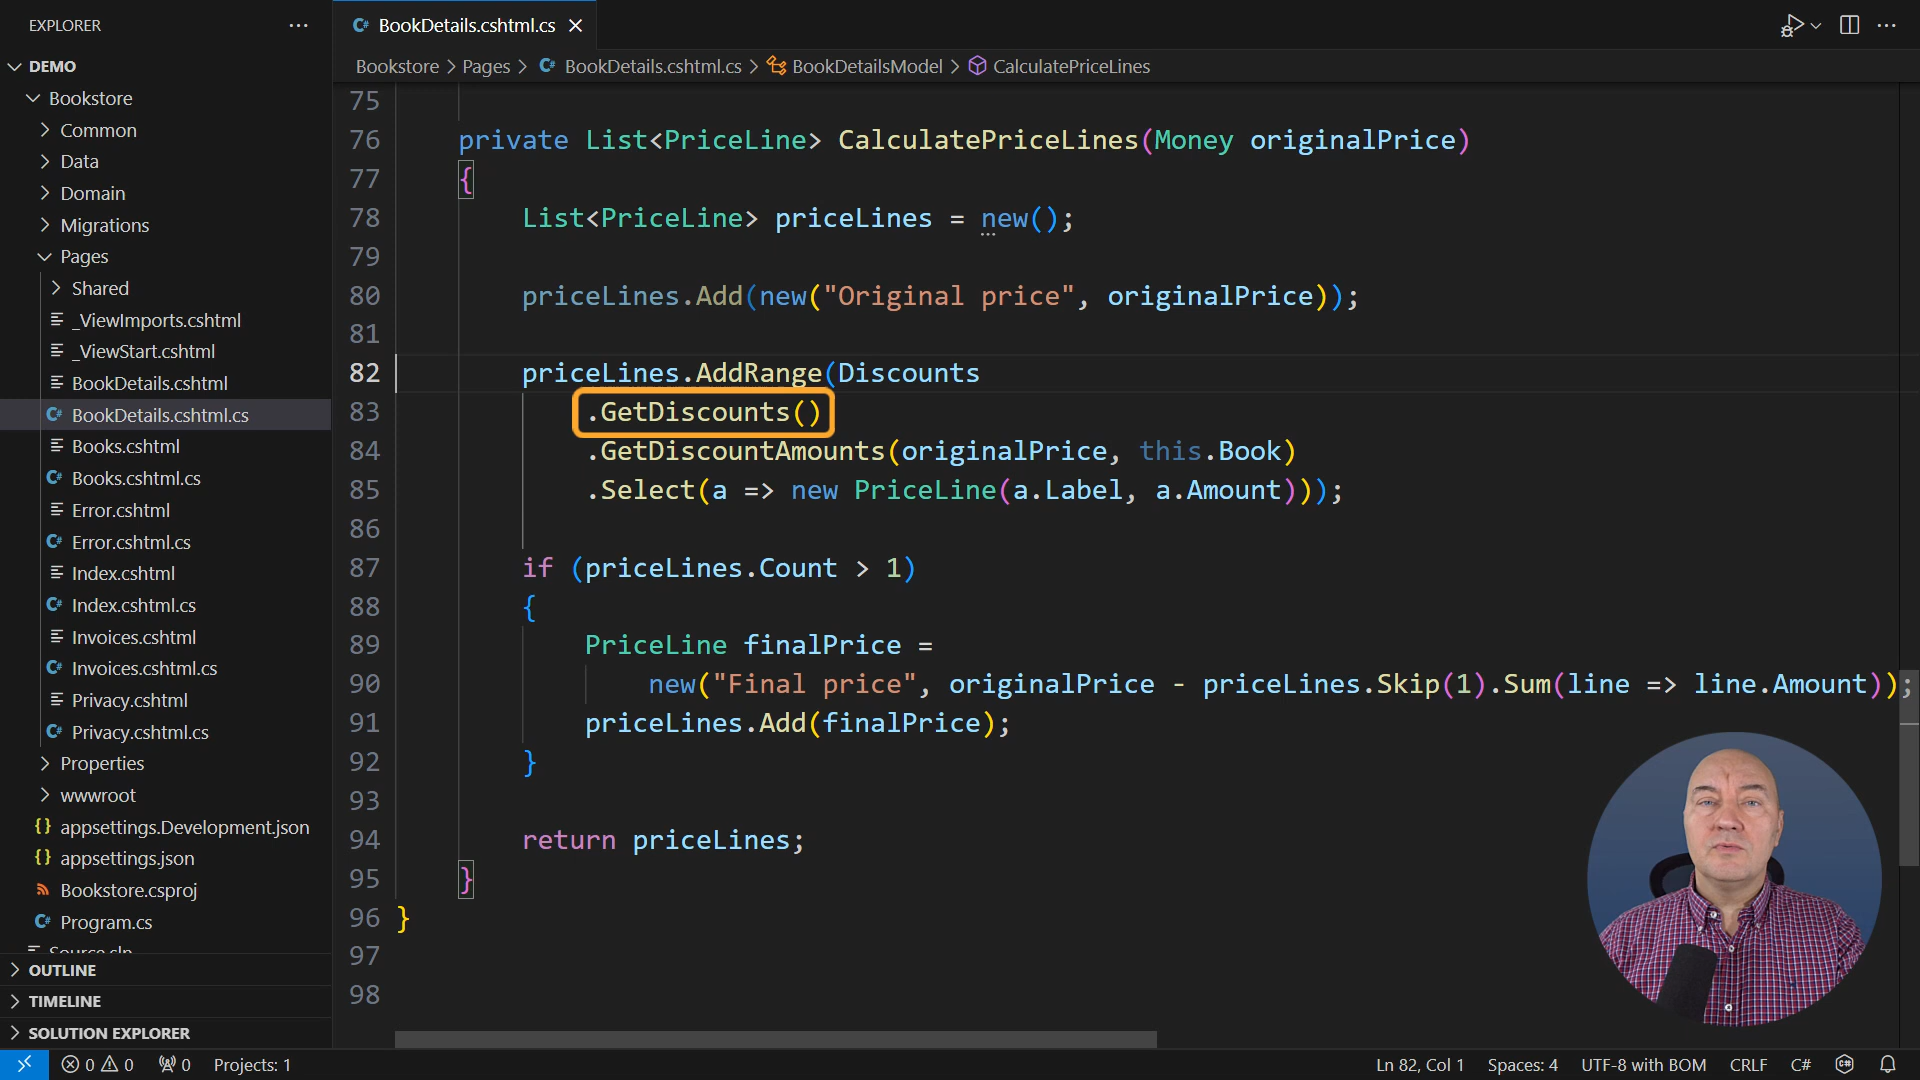 EXPLORER
DEMO
Bookstore
Common
Data
Domain
Migrations
Pages
Shared
_ViewImports.cshtml
_ViewStart.cshtml
BookDetails.cshtml
BookDetails.cshtml.cs
Books.cshtml
Books.cshtml.cs
Error.cshtml
Error.cshtml.cs
Index.cshtml
Index.cshtml.cs
Invoices.cshtml
Invoices.cshtml.cs
Privacy.cshtml
Privacy.cshtml.cs
Properties
wwwroot
appsettings.Development.json
appsettings.json
Bookstore.csproj
Program.cs
Source.sln
OUTLINE
TIMELINE
SOLUTION EXPLORER
BookDetails.cshtml.cs
Bookstore > Pages > BookDetails.cshtml.cs > BookDetailsModel > CalculatePriceLines
75
76 private List<PriceLine> CalculatePriceLines(Money originalPrice)
77 {
78 List<PriceLine> priceLines = new();
79
80 priceLines.Add(new("Original price", originalPrice));
81
82 priceLines.AddRange(Discounts
83 .GetDiscounts()
84 .GetDiscountAmounts(originalPrice, this.Book)
85 .Select(a => new PriceLine(a.Label, a.Amount)));
86
87 if (priceLines.Count > 1)
88 {
89 PriceLine finalPrice =
90 new("Final price", originalPrice - priceLines.Skip(1).Sum(line => line.Amount));
91 priceLines.Add(finalPrice);
92 }
93
94 return priceLines;
95 }
96 }
97
98
0 0 0 Projects: 1 Ln 82, Col 1 Spaces: 4 UTF-8 with BOM CRLF C#